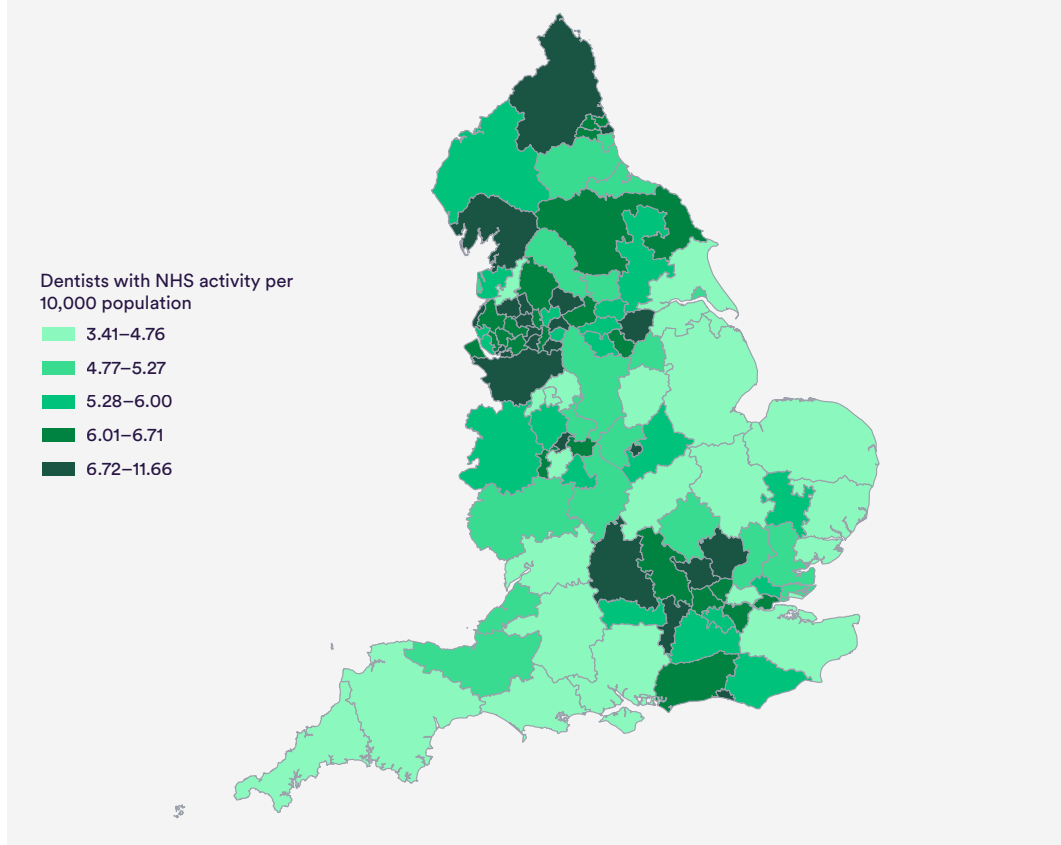 Dentists with NHS activity per
10,000 population
3.41–4.76
4.77–5.27
5.28–6.00
6.01–6.71
6.72–11.66